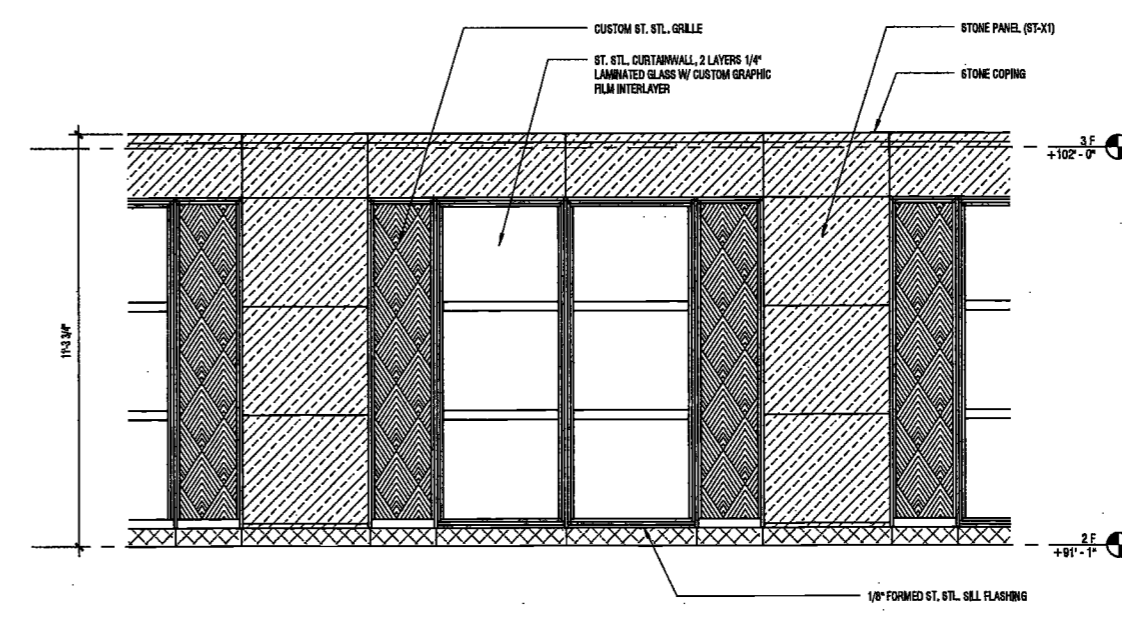 CUSTOM ST. STL. GRILLE
ST. STL. CURTAINWALL, 2 LAYERS 1/4"
LAMINATED GLASS W/ CUSTOM GRAPHIC
FILM INTERLAYER
STONE PANEL (ST-X1)
STONE COPING
3 F
+102' - 0"
11'-3 3/4"
2 F
+91' - 1"
1/8" FORMED ST. STL. SILL FLASHING